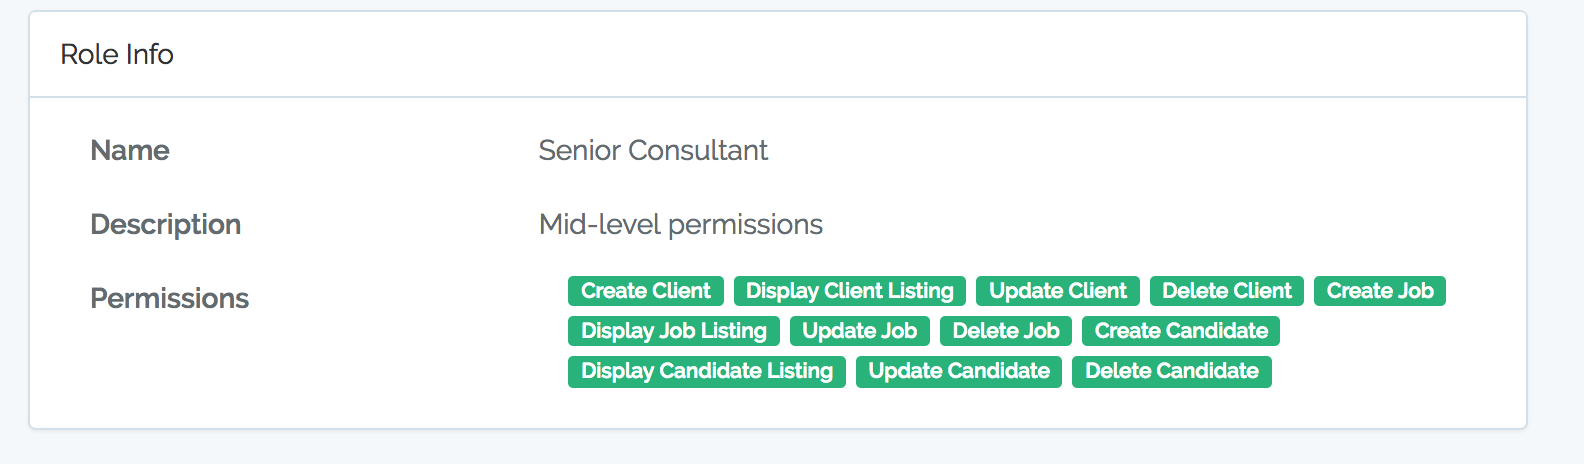 Role Info
Name Senior Consultant
Description Mid-level permissions
Permissions Create Client Display Client Listing Update Client Delete Client Create Job
Display Job Listing Update Job Delete Job Create Candidate
Display Candidate Listing Update Candidate Delete Candidate